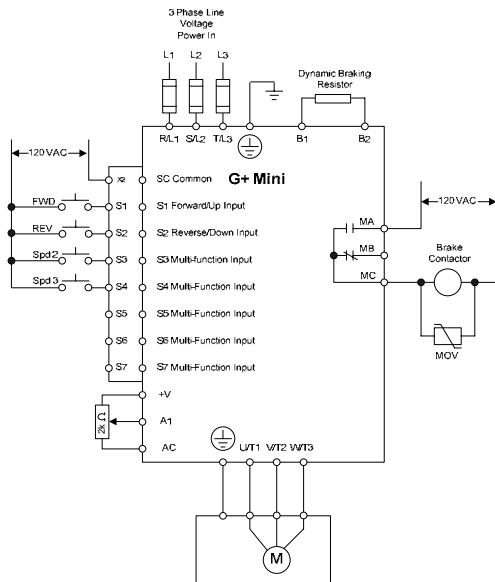 3 Phase Line
Voltage
Power In
L1 L2 L3
Dynamic Braking
Resistor
R/L1 S/L2 T/L3 B1 B2
120 VAC
X2 SC Common
G+ Mini
FWD S1 S1 Forward/Up Input
REV S2 S2 Reverse/Down Input
Spd 2 S3 S3 Multi-function Input
Spd 3 S4 S4 Multi-Function Input
S5 S5 Multi-Function Input
S6 S6 Multi-Function Input
S7 S7 Multi-Function Input
MA
120 VAC
MB
MC
Brake
Contactor
MOV
+V
2k Ω
A1
AC
U/T1 V/T2 W/T3
M